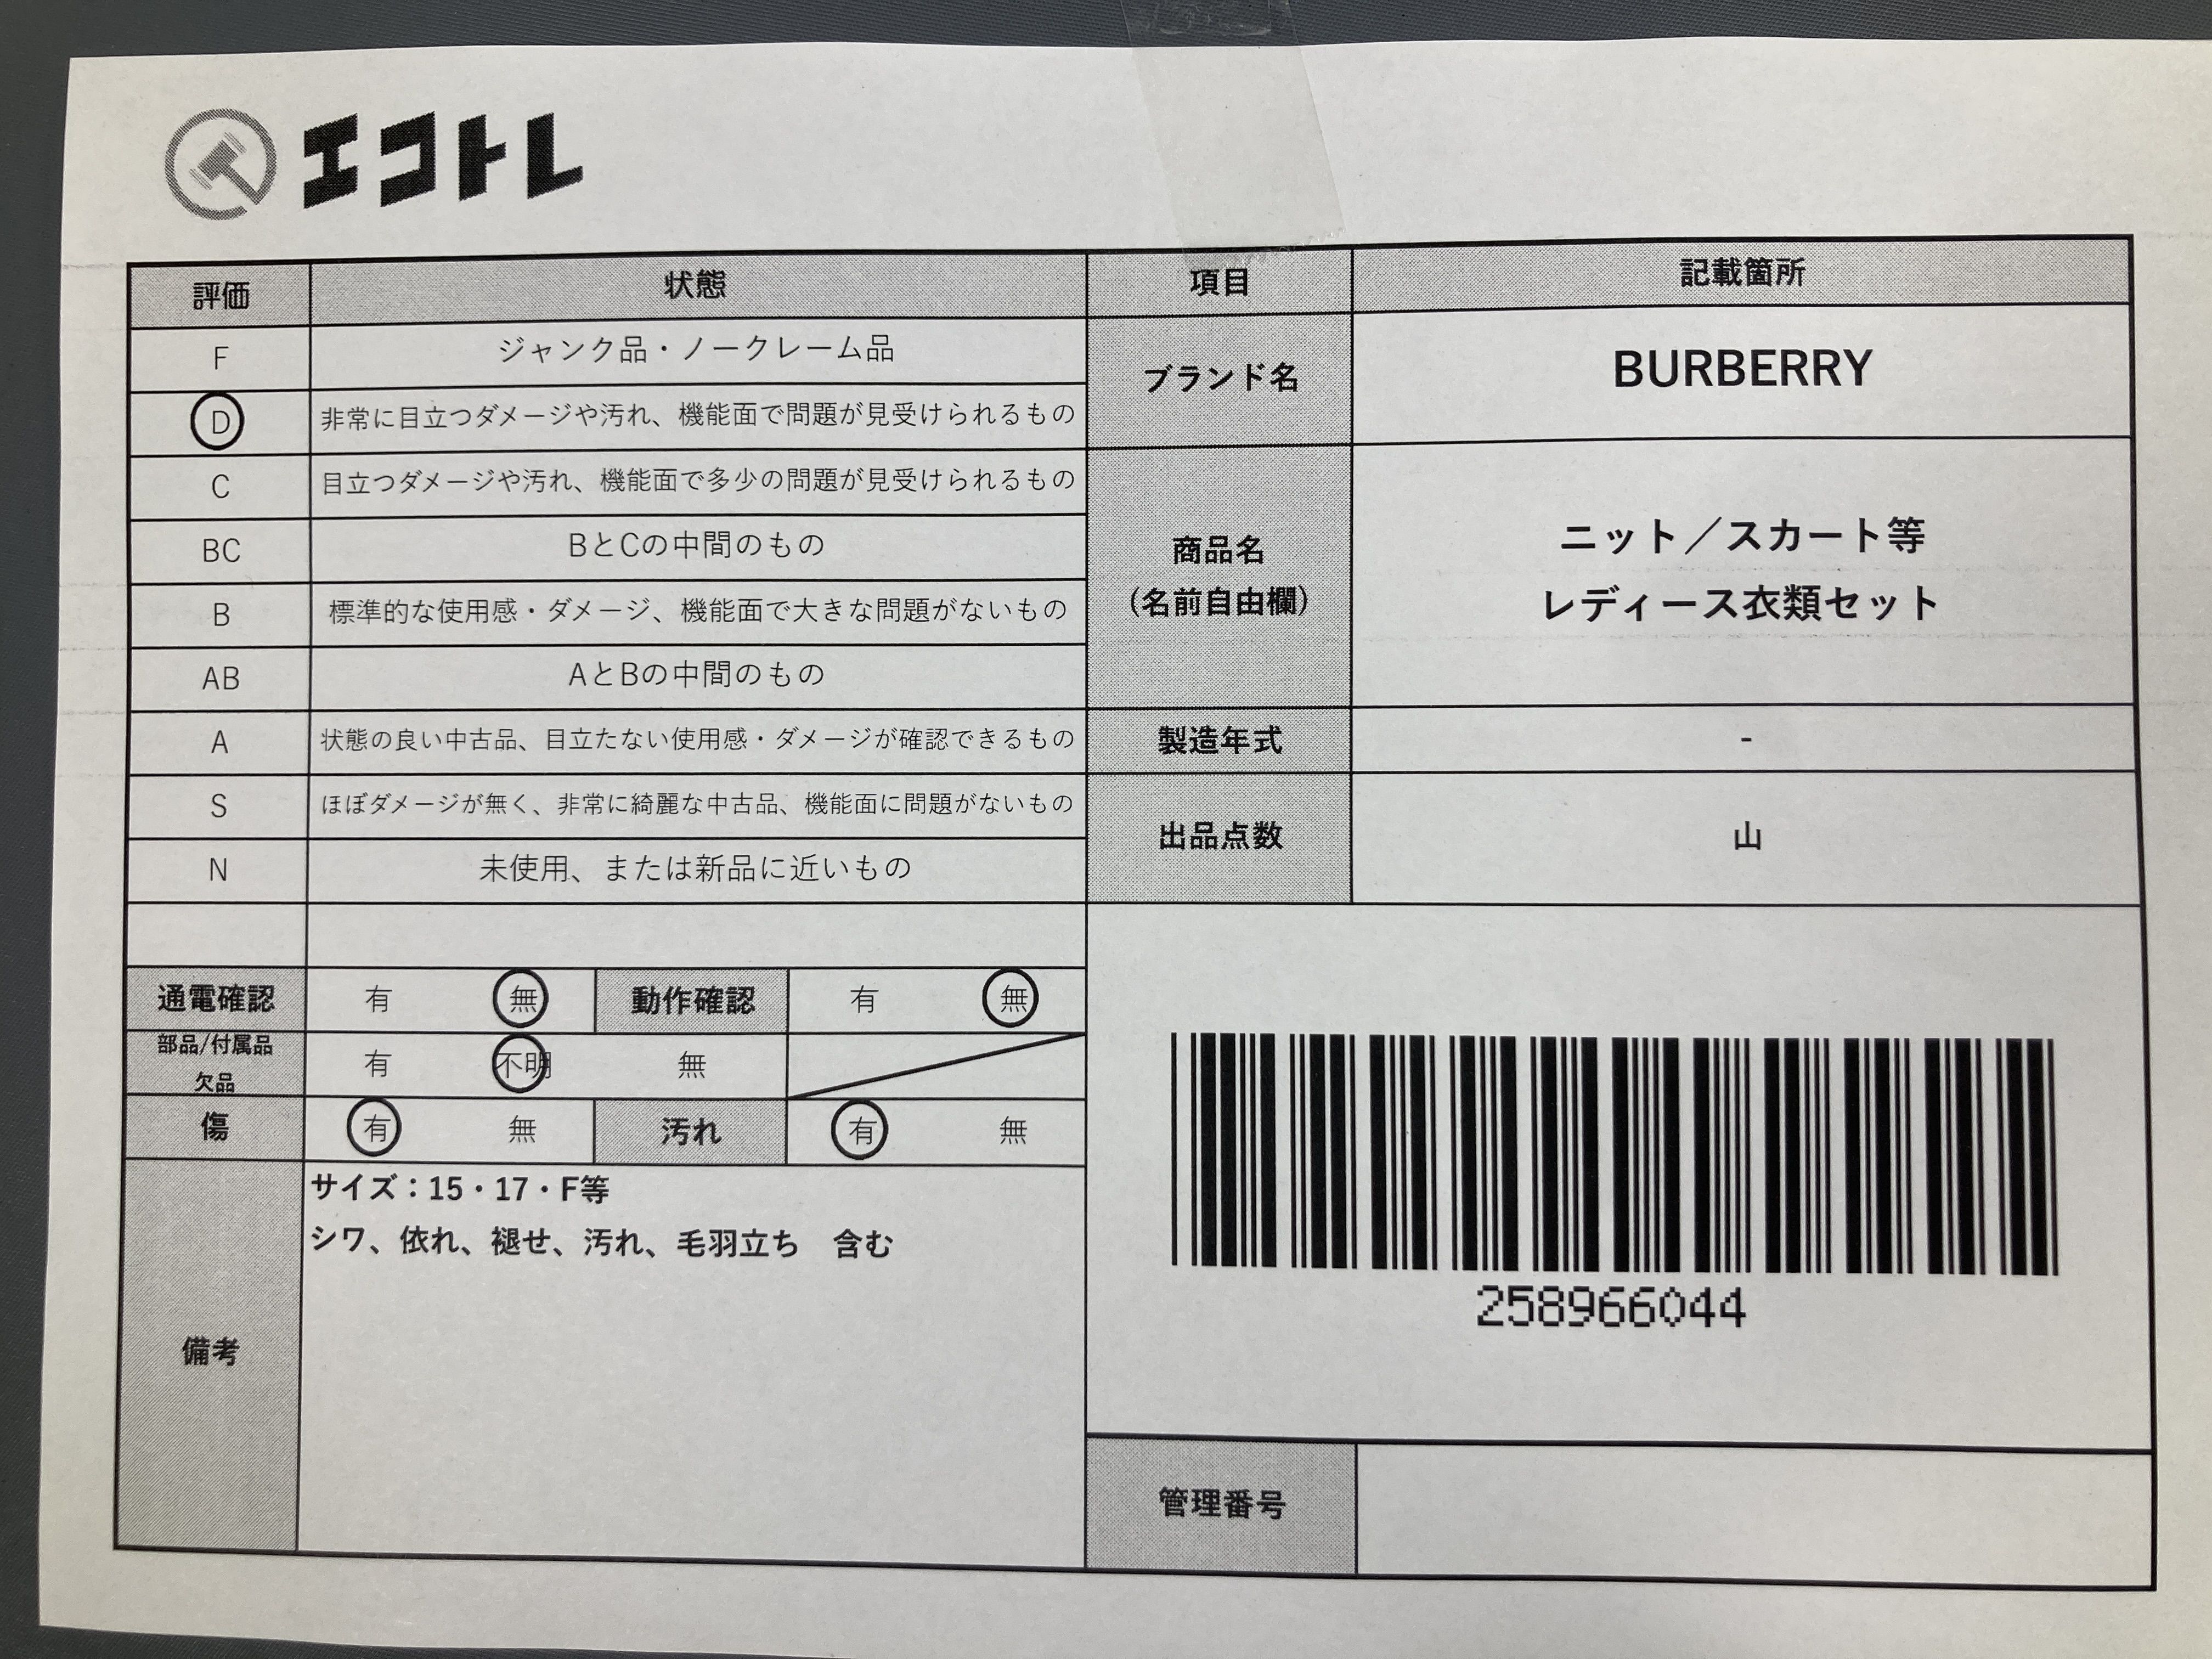 エコトレ
評価 状態 項目 記載箇所
F ジャンク品・ノークレーム品
D 非常に目立つダメージや汚れ、機能面で問題が見受けられるもの
C 目立つダメージや汚れ、機能面で多少の問題が見受けられるもの
BC BとCの中間のもの
B 標準的な使用感・ダメージ、機能面で大きな問題がないもの
AB AとBの中間のもの
A 状態の良い中古品、目立たない使用感・ダメージが確認できるもの
S ほぼダメージが無く、非常に綺麗な中古品、機能面に問題がないもの
N 未使用、または新品に近いもの
ブランド名 BURBERRY
商品名
(名前自由欄)
ニット／スカート等
レディース衣類セット
製造年式 -
出品点数 山
通電確認 有 無 動作確認 有 無
部品/付属品
欠品
有 不明 無
傷 有 無 汚れ 有 無
備考
サイズ：15・17・F等
シワ、依れ、褪せ、汚れ、毛羽立ち　含む
258966044
管理番号